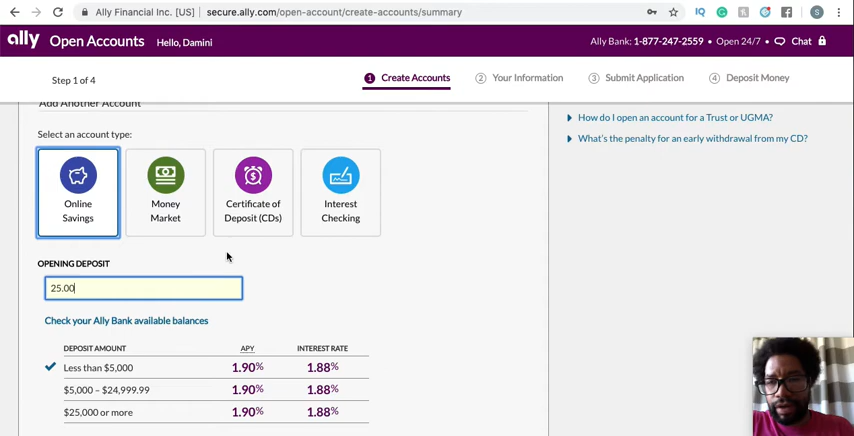 Ally Financial Inc. [US] | secure.ally.com/open-account/create-accounts/summary
IQ
S
ally Open Accounts Hello, Damini
Ally Bank: 1-877-247-2559 • Open 24/7 • Chat
Step 1 of 4
1 Create Accounts 2 Your Information 3 Submit Application 4 Deposit Money
Add Another Account
Select an account type:
Online Savings
Money Market
Certificate of Deposit (CDs)
Interest Checking
OPENING DEPOSIT
25.00
Check your Ally Bank available balances
DEPOSIT AMOUNT APY INTEREST RATE
Less than $5,000 1.90% 1.88%
$5,000 – $24,999.99 1.90% 1.88%
$25,000 or more 1.90% 1.88%
How do I open an account for a Trust or UGMA?
What's the penalty for an early withdrawal from my CD?